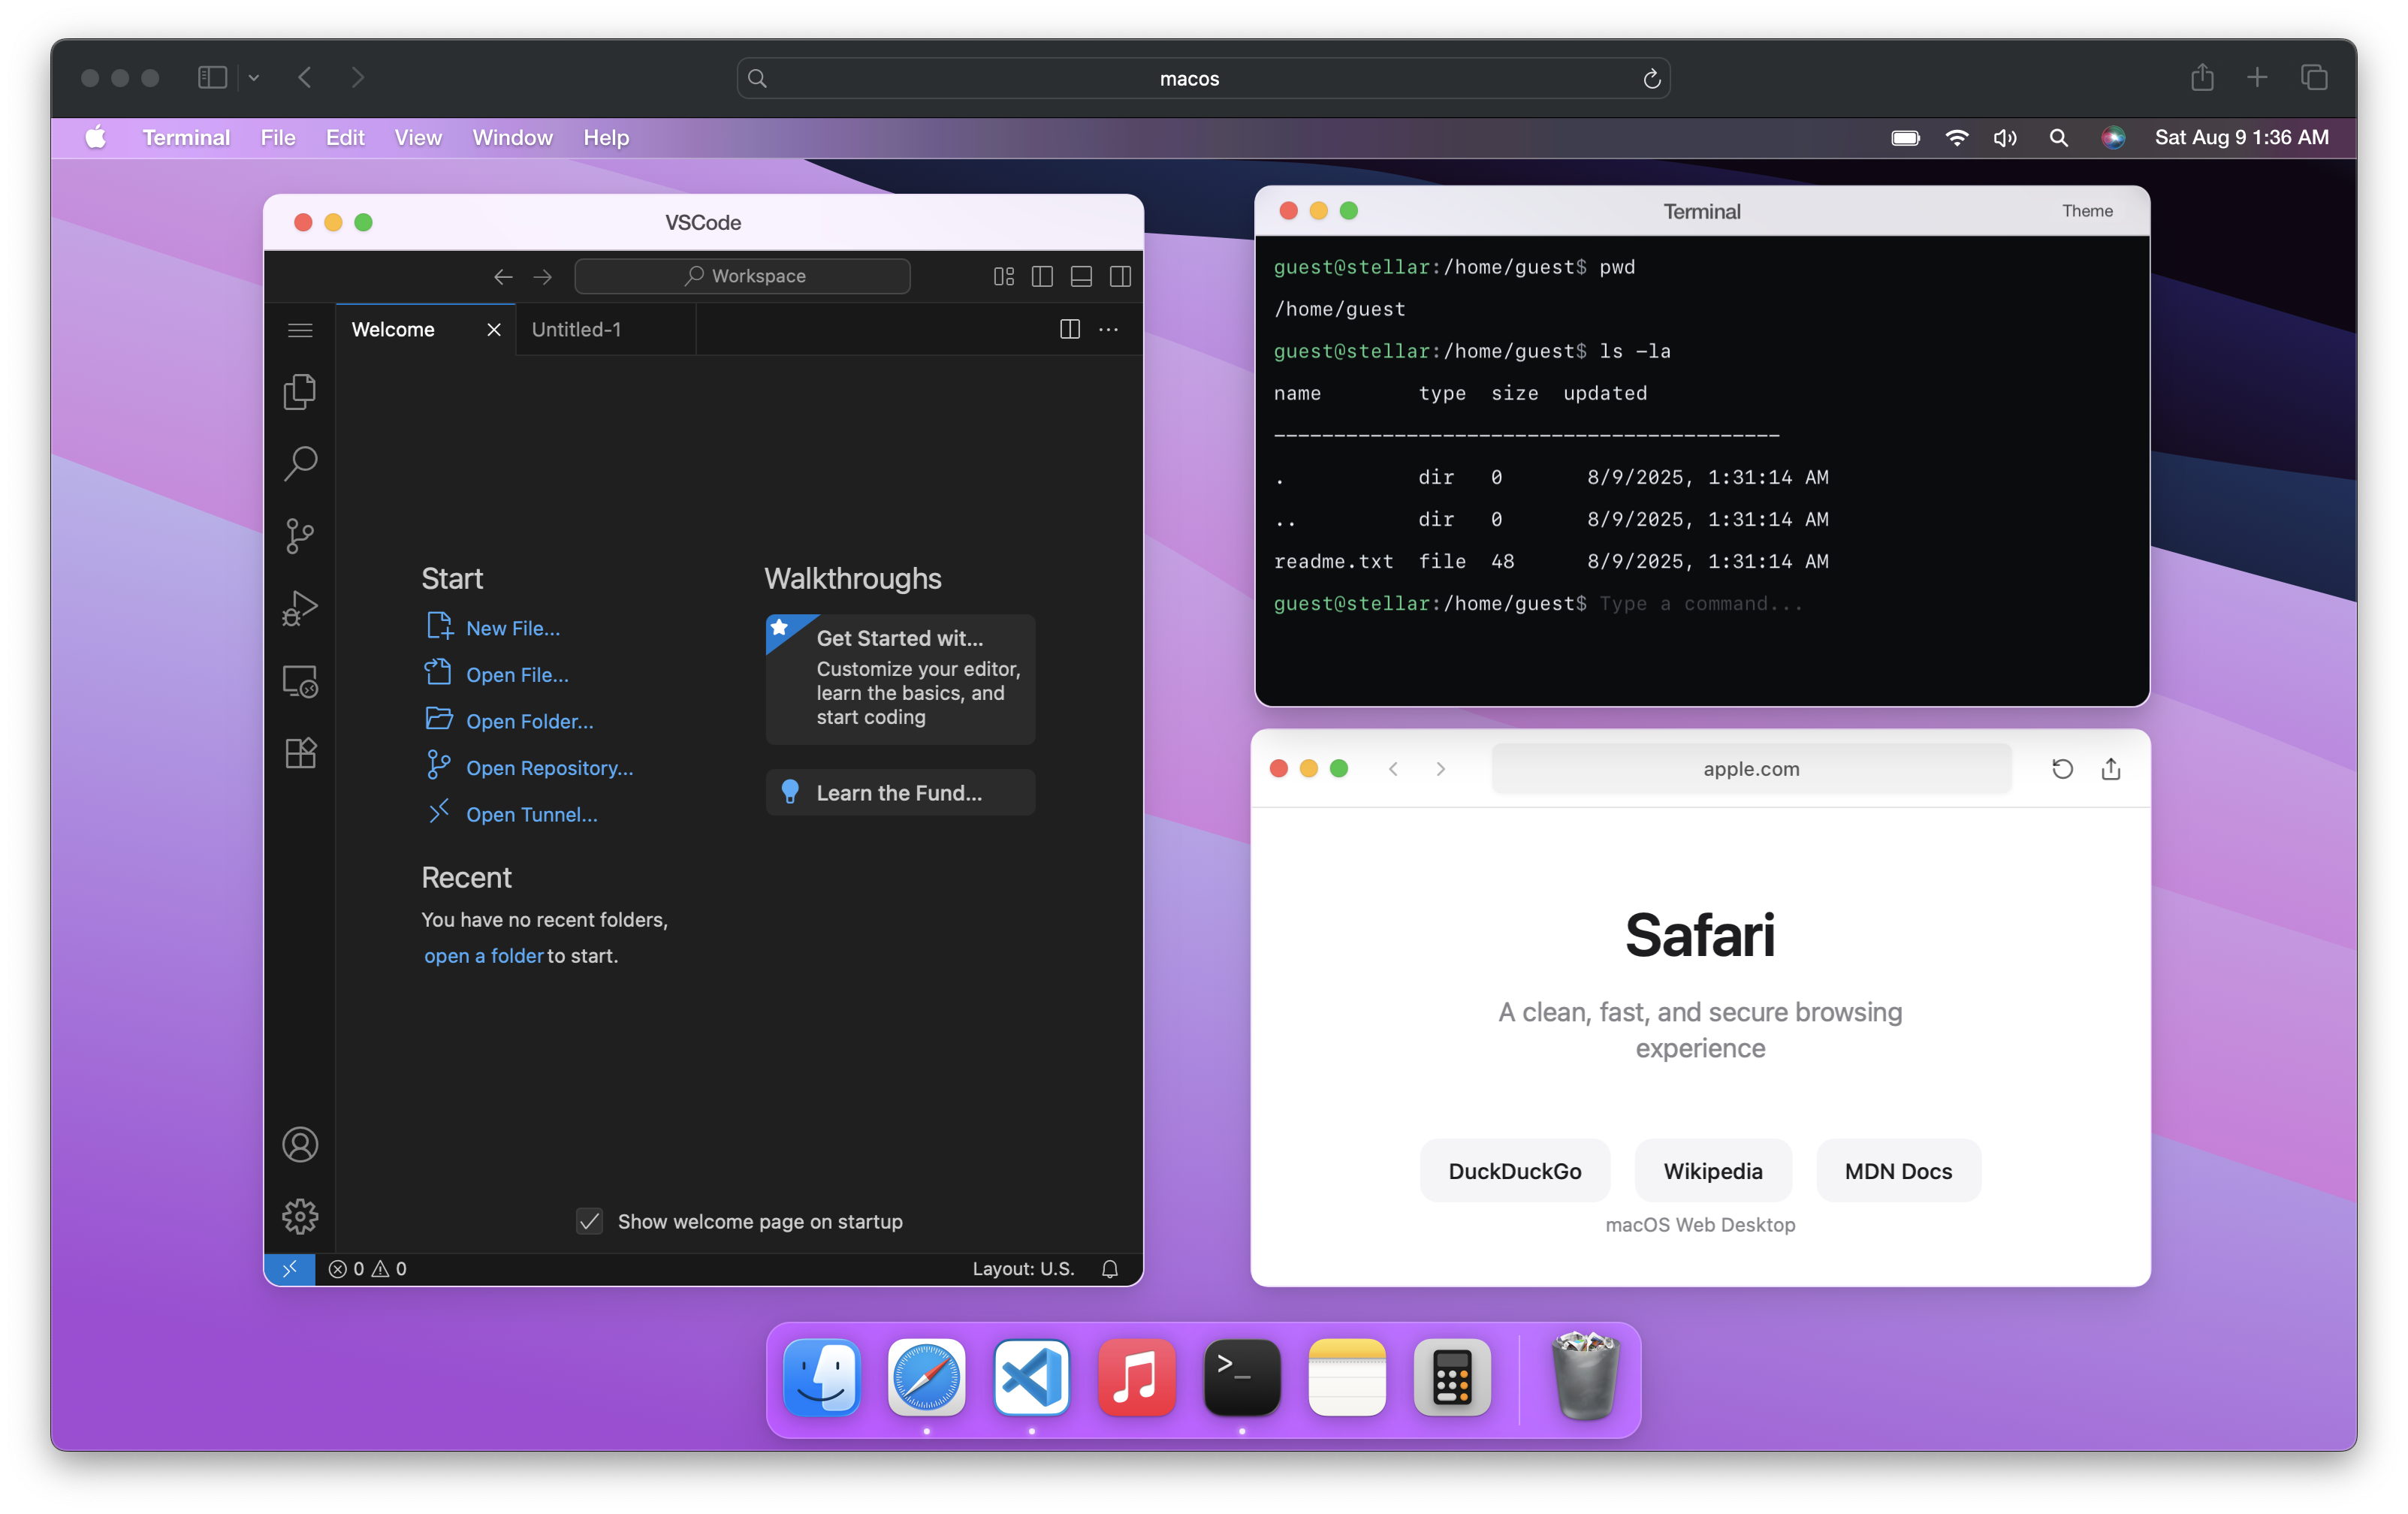 macos
Terminal File Edit View Window Help
Sat Aug 9 1:36 AM
VSCode
Workspace
Welcome
Untitled-1
Start
New File...
Open File...
Open Folder...
Open Repository...
Open Tunnel...
Recent
You have no recent folders,
open a folder to start.
Walkthroughs
Get Started wit...
Customize your editor,
learn the basics, and
start coding
Learn the Fund...
Show welcome page on startup
0 0
Layout: U.S.
Terminal
Theme
guest@stellar:/home/guest$ pwd
/home/guest
guest@stellar:/home/guest$ ls -la
name type size updated
------------------------------------------
. dir 0 8/9/2025, 1:31:14 AM
.. dir 0 8/9/2025, 1:31:14 AM
readme.txt file 48 8/9/2025, 1:31:14 AM
guest@stellar:/home/guest$ Type a command...
apple.com
Safari
A clean, fast, and secure browsing
experience
DuckDuckGo
Wikipedia
MDN Docs
macOS Web Desktop
>_